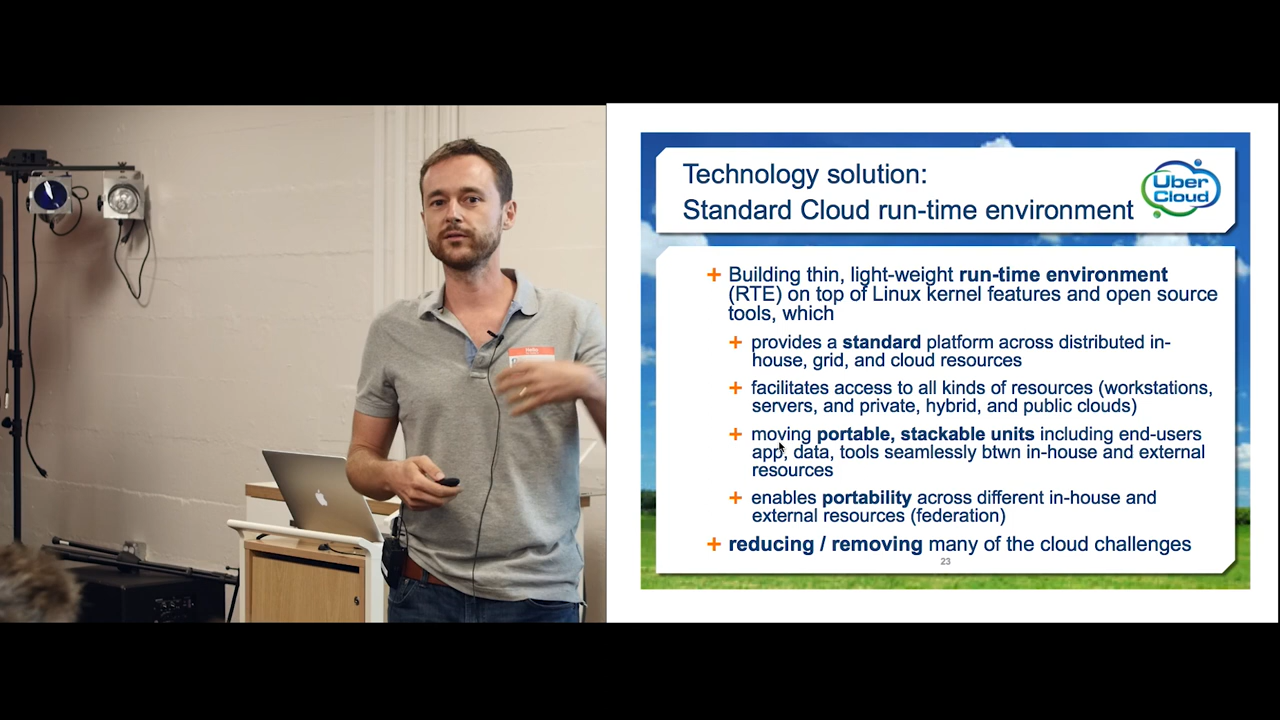 Hello
Technology solution:
Standard Cloud run-time environment
Uber
Cloud
+ Building thin, light-weight run-time environment
(RTE) on top of Linux kernel features and open source
tools, which
+ provides a standard platform across distributed in-
house, grid, and cloud resources
+ facilitates access to all kinds of resources (workstations,
servers, and private, hybrid, and public clouds)
+ moving portable, stackable units including end-users
app, data, tools seamlessly btwn in-house and external
resources
+ enables portability across different in-house and
external resources (federation)
+ reducing / removing many of the cloud challenges
23